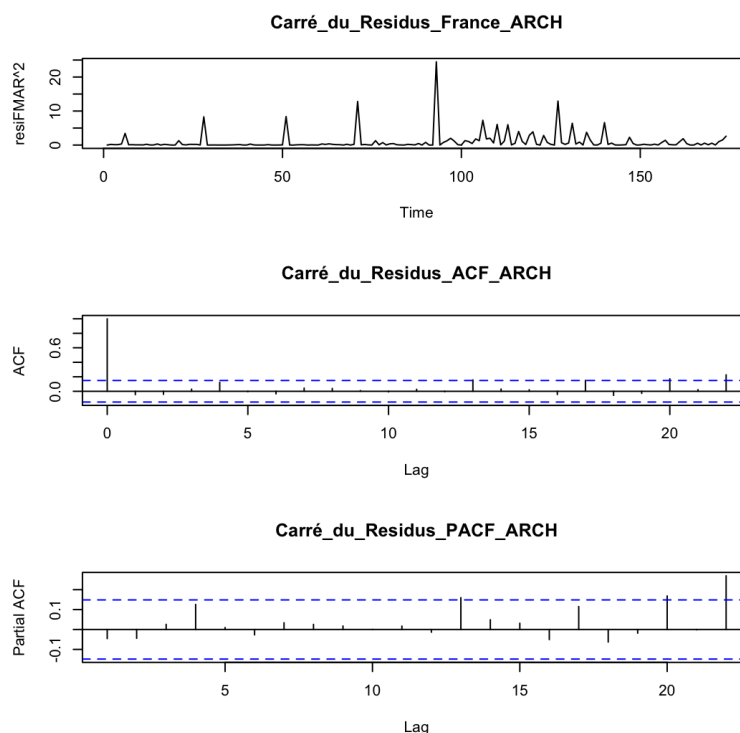 Carré_du_Residus_France_ARCH
resiFMAR^2
0 10 20
0 50 100 150
Time
Carré_du_Residus_ACF_ARCH
ACF
0.0 0.6
0 5 10 15 20
Lag
Carré_du_Residus_PACF_ARCH
Partial ACF
-0.1 0.1
5 10 15 20
Lag